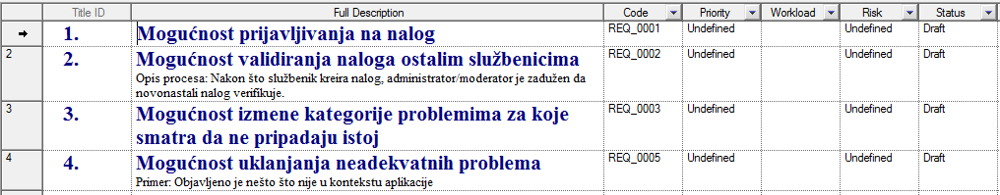 Title ID Full Description Code Priority Workload Risk Status
1. Mogućnost prijavljivanja na nalog REQ_0001 Undefined Undefined Draft
2 2. Mogućnost validiranja naloga ostalim službenicima REQ_0002 Undefined Undefined Draft
Opis procesa: Nakon što službenik kreira nalog, administrator/moderator je zadužen da
novonastali nalog verifikuje.
3 3. Mogućnost izmene kategorije problemima za koje REQ_0003 Undefined Undefined Draft
smatra da ne pripadaju istoj
4 4. Mogućnost uklanjanja neadekvatnih problema REQ_0005 Undefined Undefined Draft
Primer: Objavljeno je nešto što nije u kontekstu aplikacije